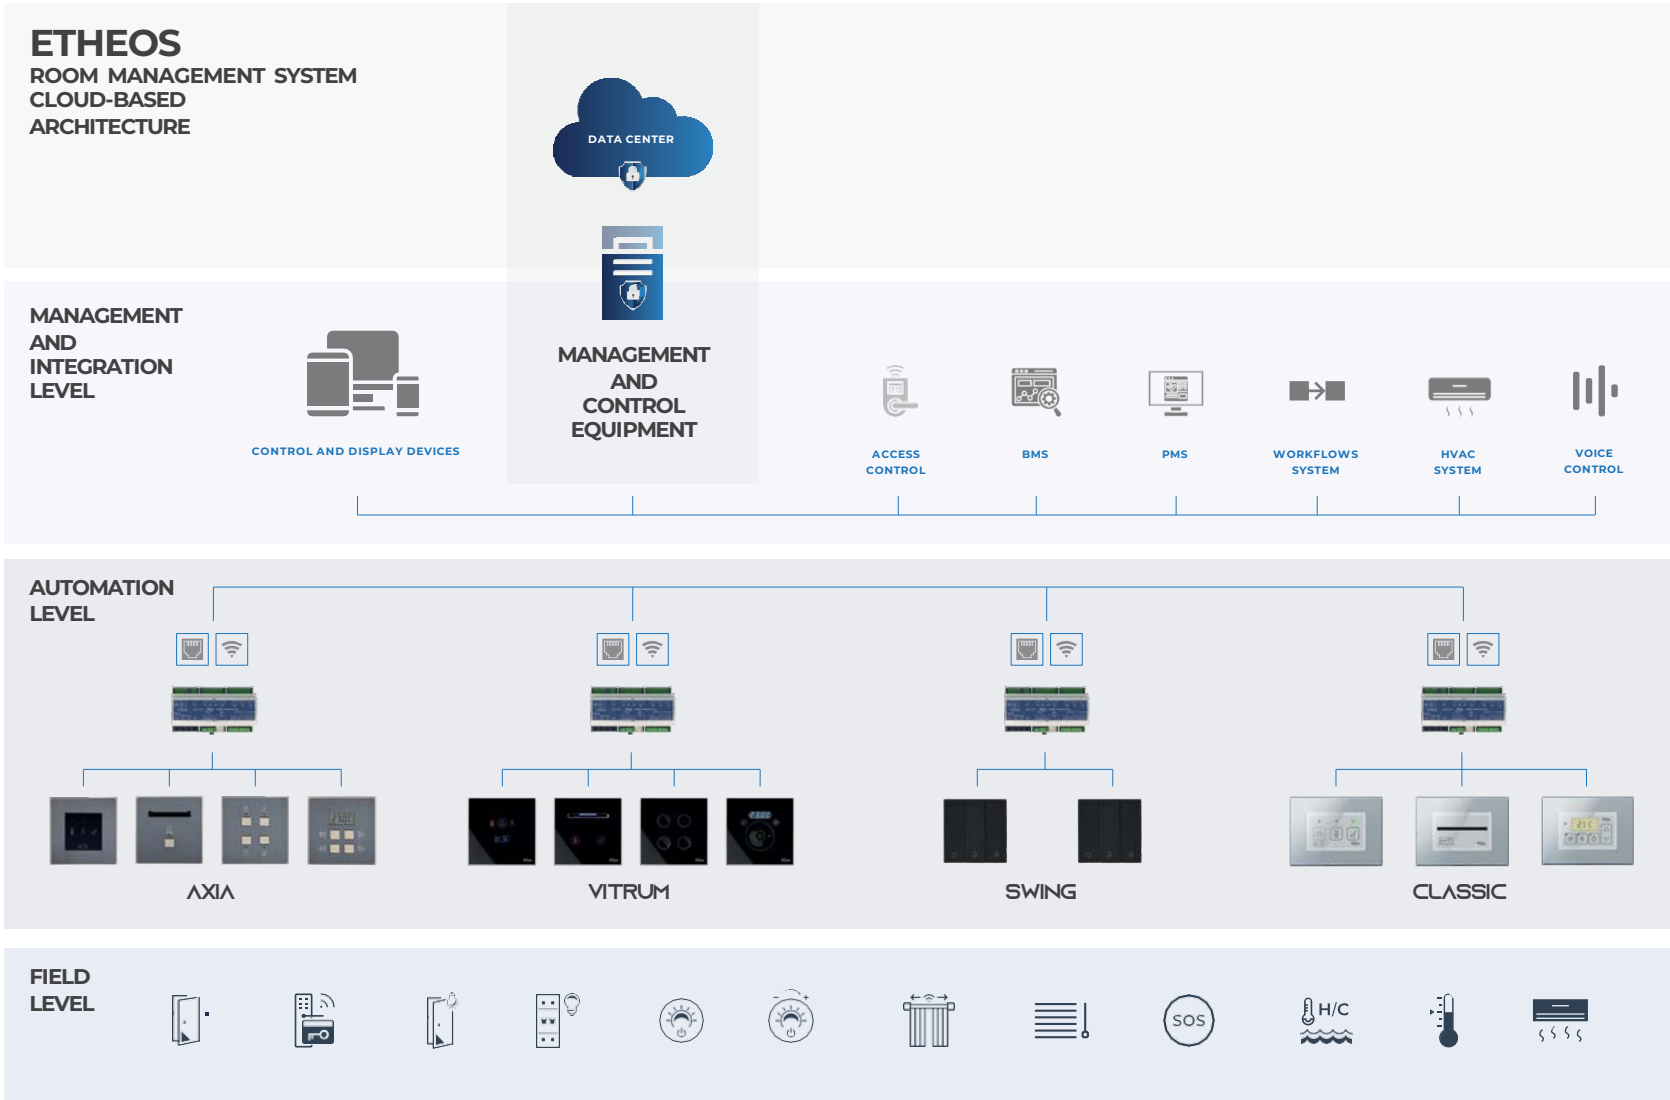 ETHEOS
ROOM MANAGEMENT SYSTEM
CLOUD-BASED
ARCHITECTURE
DATA CENTER
MANAGEMENT
AND
INTEGRATION
LEVEL
CONTROL AND DISPLAY DEVICES
MANAGEMENT
AND
CONTROL
EQUIPMENT
ACCESS
CONTROL
BMS
PMS
WORKFLOWS
SYSTEM
HVAC
SYSTEM
VOICE
CONTROL
AUTOMATION
LEVEL
AXIA
VITRUM
SWING
CLASSIC
FIELD
LEVEL
SOS
H/C